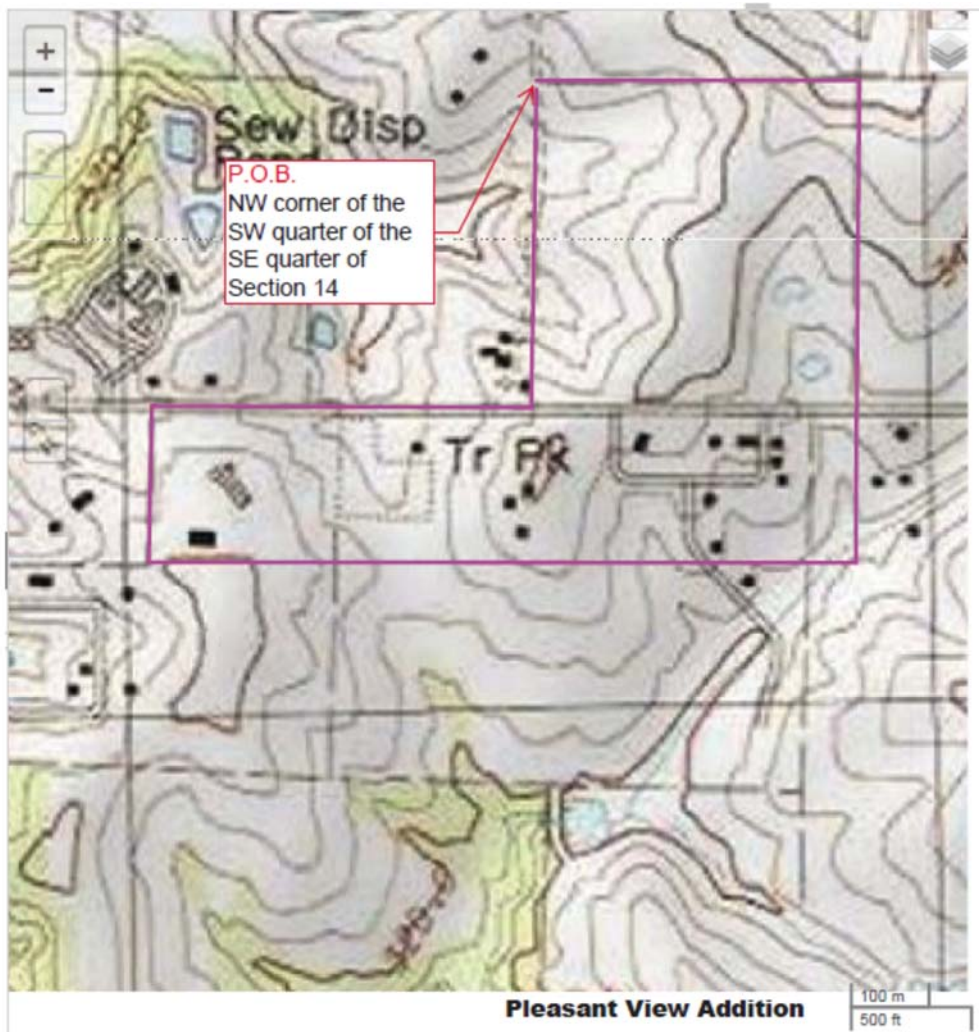 +
-
Sew Disp
P.O.B.
NW corner of the
SW quarter of the
SE quarter of
Section 14
Tr Pk
Pleasant View Addition
100 m
500 ft